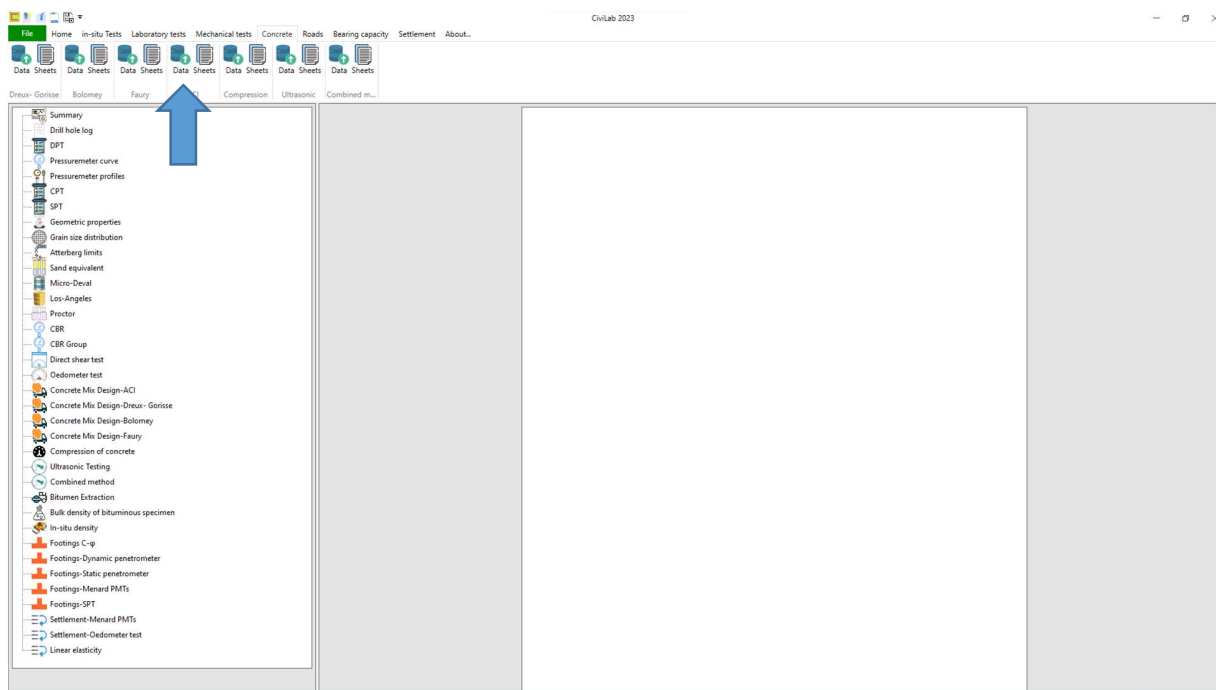 CiviLab 2023
File Home in-situ Tests Laboratory tests Mechanical tests Concrete Roads Bearing capacity Settlement About...
Data Sheets Data Sheets Data Sheets Data Sheets Data Sheets Data Sheets Data Sheets
Dreux- Gorisse Bolomey Faury Compression Ultrasonic Combined m...
Summary
Drill hole log
DPT
Pressuremeter curve
Pressuremeter profiles
CPT
SPT
Geometric properties
Grain size distribution
Atterberg limits
Sand equivalent
Micro-Deval
Los-Angeles
Proctor
CBR
CBR Group
Direct shear test
Oedometer test
Concrete Mix Design-ACI
Concrete Mix Design-Dreux- Gorisse
Concrete Mix Design-Bolomey
Concrete Mix Design-Faury
Compression of concrete
Ultrasonic Testing
Combined method
Bitumen Extraction
Bulk density of bituminous specimen
In-situ density
Footings C-φ
Footings-Dynamic penetrometer
Footings-Static penetrometer
Footings-Menard PMTs
Footings-SPT
Settlement-Menard PMTs
Settlement-Oedometer test
Linear elasticity